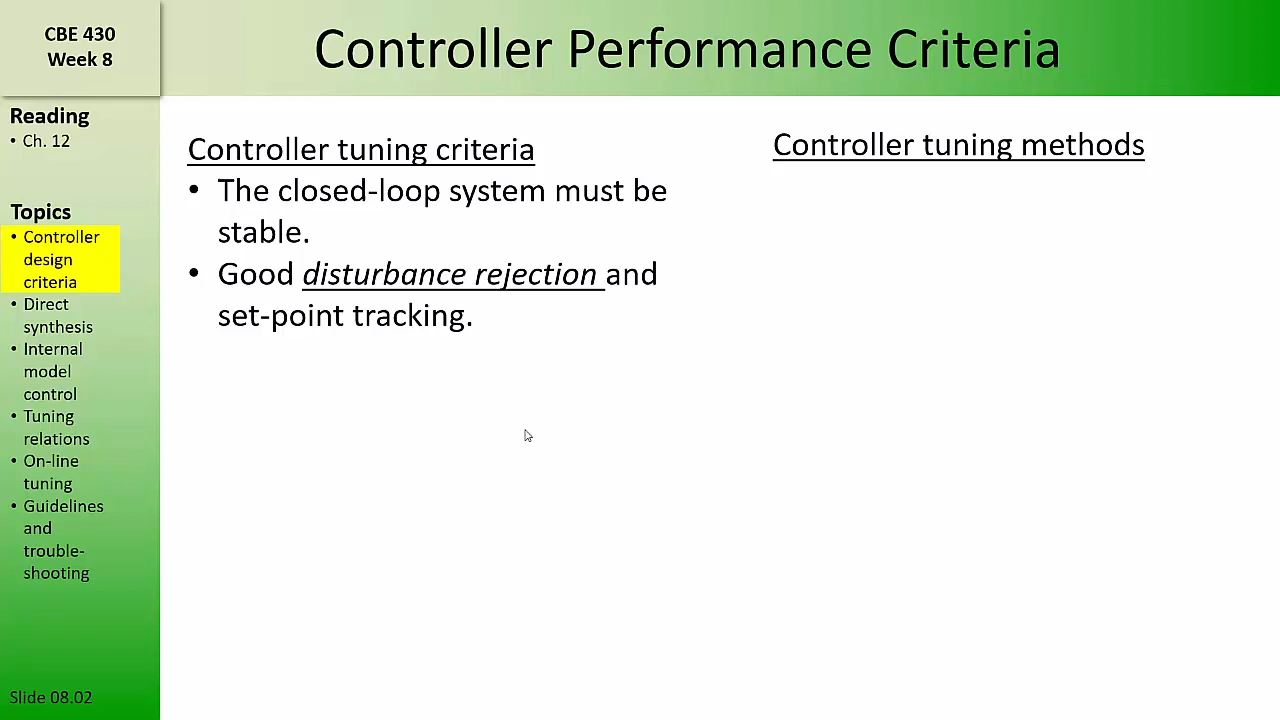 CBE 430
Week 8
Controller Performance Criteria
Reading
• Ch. 12
Topics
• Controller
design
criteria
• Direct
synthesis
• Internal
model
control
• Tuning
relations
• On-line
tuning
• Guidelines
and
trouble-
shooting
Slide 08.02
Controller tuning criteria
• The closed-loop system must be
stable.
• Good disturbance rejection and
set-point tracking.
Controller tuning methods